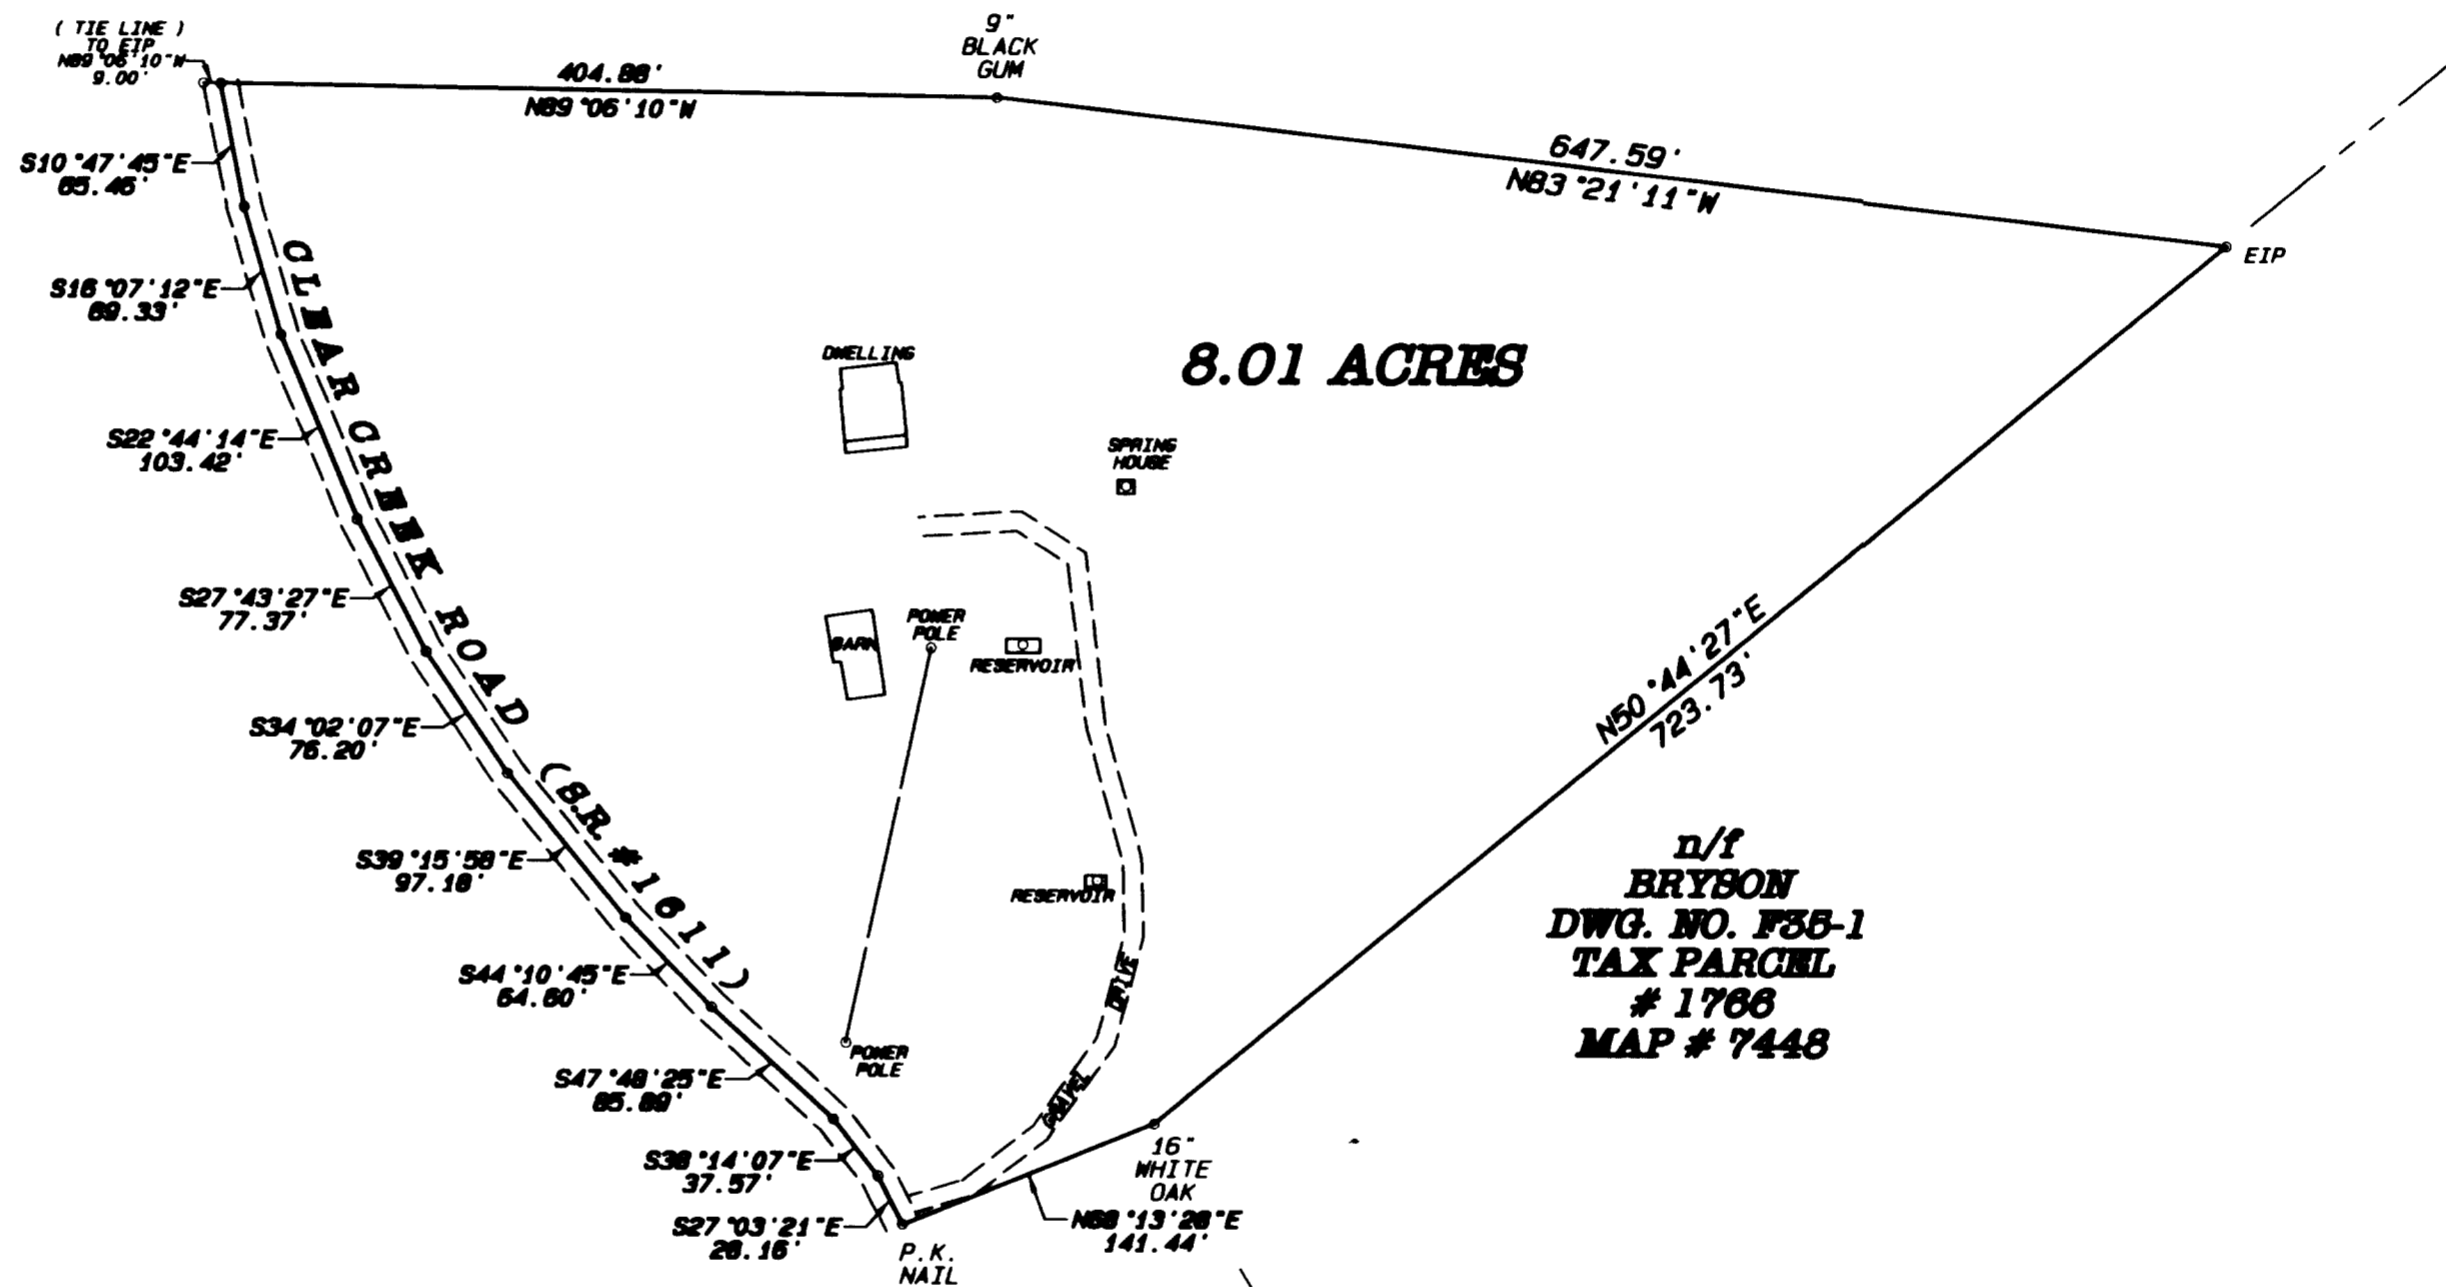 ( TIE LINE )
TO EIP
N89°06'10"W
9.00'
404.88'
N89°06'10"W
9"
BLACK
GUM
647.59'
N83°21'11"W
EIP
S10°47'45"E
65.46'
S16°07'12"E
69.33'
S22°44'14"E
103.42'
S27°43'27"E
77.37'
S34°02'07"E
76.20'
S39°15'58"E
97.18'
S44°10'45"E
64.60'
S47°48'25"E
85.89'
S38°14'07"E
37.57'
S27°03'21"E
28.16'
CLEAR CREEK ROAD (S.R. # 1611)
DWELLING
8.01 ACRES
SPRING
HOUSE
BARN
POWER
POLE
RESERVOIR
RESERVOIR
POWER
POLE
GRAVEL DRIVE
N50°44'27"E
723.73'
n/f
BRYSON
DWG. NO. F35-1
TAX PARCEL
# 1766
MAP # 7448
16"
WHITE
OAK
N68°13'28"E
141.44'
P.K.
NAIL